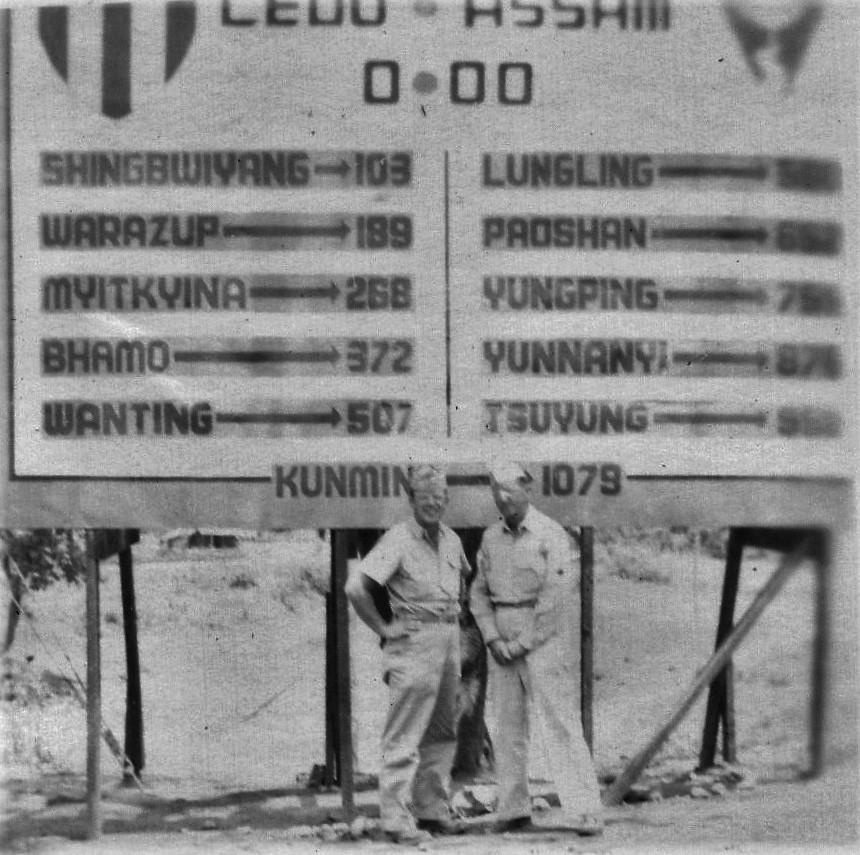 LEDO • ASSAM
0•00
SHINGBWIYANG→103
WARAZUP→189
MYITKYINA→268
BHAMO→372
WANTING→507
LUNGLING→
PAOSHAN→
YUNGPING→
YUNNANYI→
TSUYUNG→
KUNMIN 1079